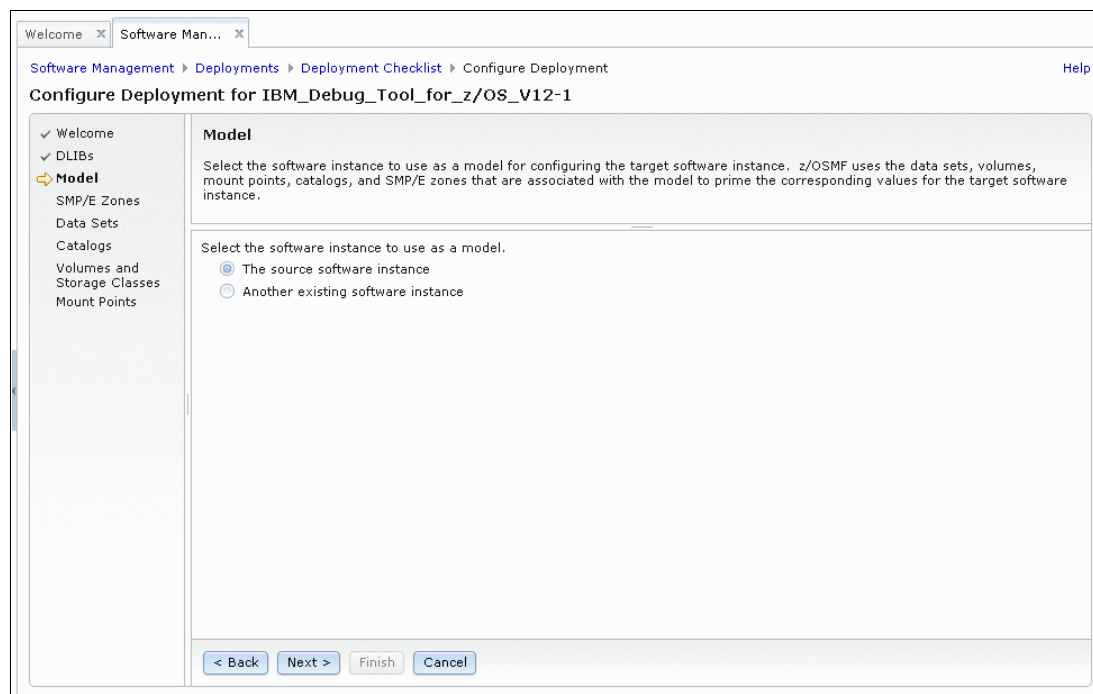 Welcome X Software Man... X
Software Management Deployments Deployment Checklist Configure Deployment Help
Configure Deployment for IBM_Debug_Tool_for_z/OS_V12-1
Welcome
DLIBs
Model
SMP/E Zones
Data Sets
Catalogs
Volumes and
Storage Classes
Mount Points
Model
Select the software instance to use as a model for configuring the target software instance. z/OSMF uses the data sets, volumes,
mount points, catalogs, and SMP/E zones that are associated with the model to prime the corresponding values for the target software
instance.
Select the software instance to use as a model.
The source software instance
Another existing software instance
< Back Next > Finish Cancel